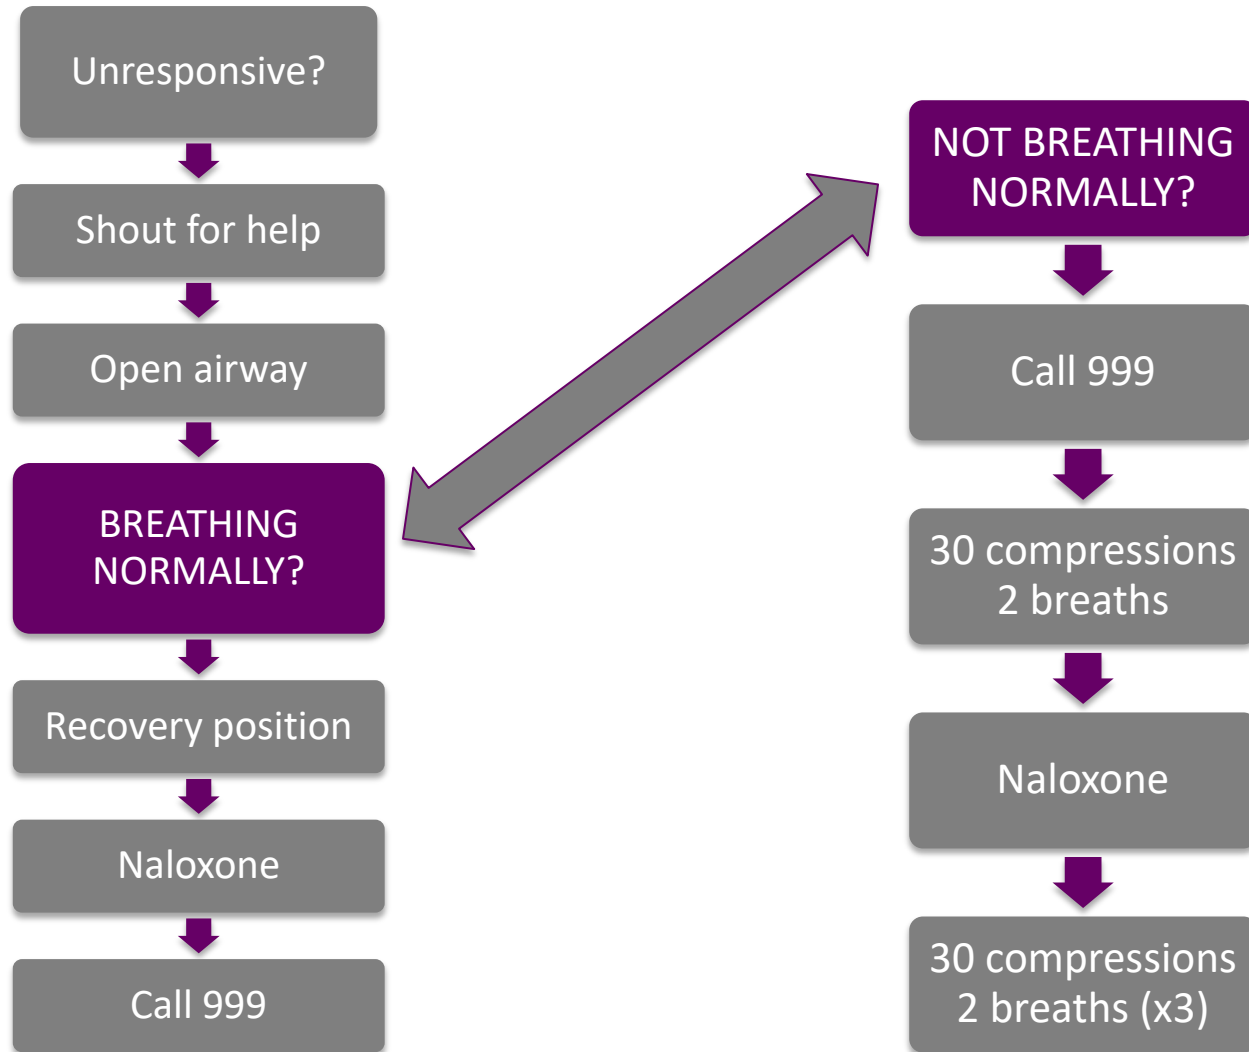 Unresponsive?
Shout for help
Open airway
BREATHING
NORMALLY?
Recovery position
Naloxone
Call 999
NOT BREATHING
NORMALLY?
Call 999
30 compressions
2 breaths
Naloxone
30 compressions
2 breaths (x3)